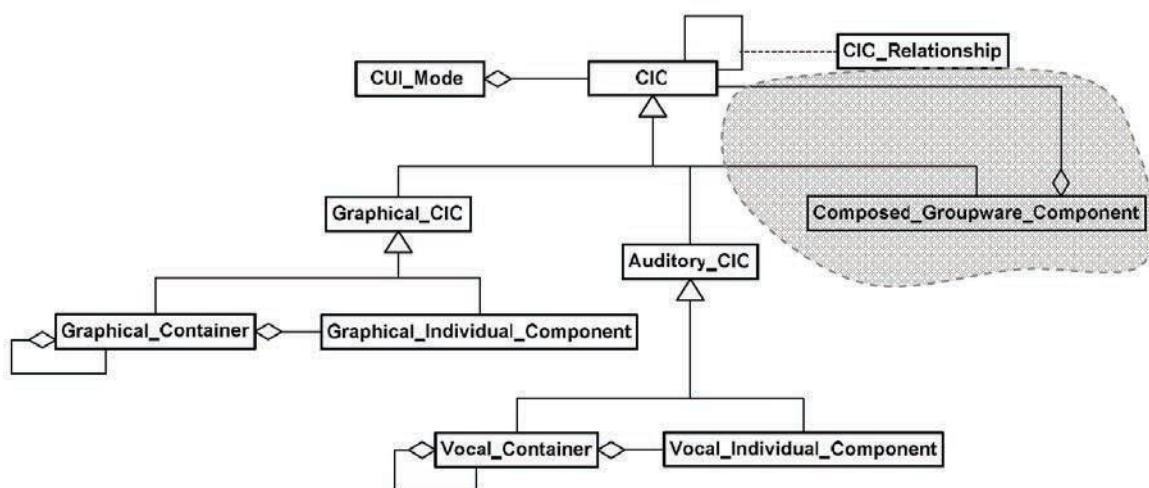 CIC_Relationship
CUI_Mode
CIC
Graphical_CIC
Composed_Groupware_Component
Auditory_CIC
Graphical_Container
Graphical_Individual_Component
Vocal_Container
Vocal_Individual_Component